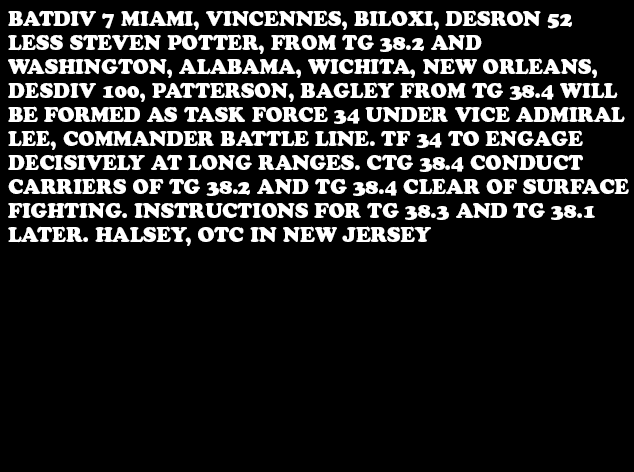 BATDIV 7 MIAMI, VINCENNES, BILOXI, DESRON 52
LESS STEVEN POTTER, FROM TG 38.2 AND
WASHINGTON, ALABAMA, WICHITA, NEW ORLEANS,
DESDIV 100, PATTERSON, BAGLEY FROM TG 38.4 WILL
BE FORMED AS TASK FORCE 34 UNDER VICE ADMIRAL
LEE, COMMANDER BATTLE LINE. TF 34 TO ENGAGE
DECISIVELY AT LONG RANGES. CTG 38.4 CONDUCT
CARRIERS OF TG 38.2 AND TG 38.4 CLEAR OF SURFACE
FIGHTING. INSTRUCTIONS FOR TG 38.3 AND TG 38.1
LATER. HALSEY, OTC IN NEW JERSEY